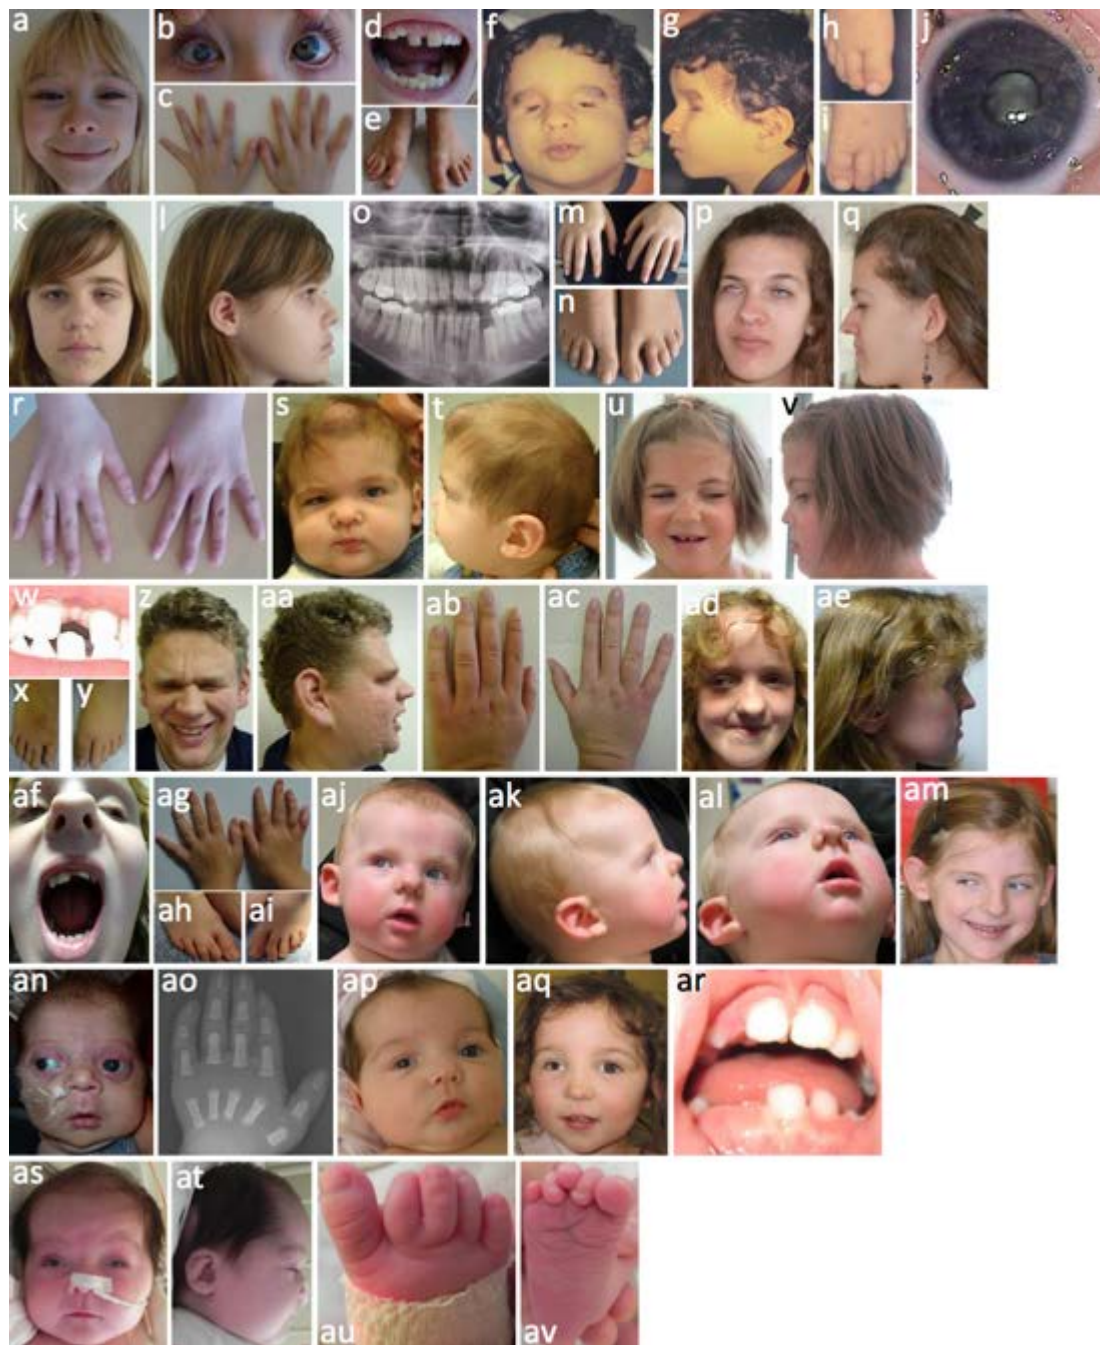 a b d f g h j
c e
k l o m p q
n
r s t u v
w z aa ab ac ad ae
x y
af ag aj ak al am
ah ai
an ao ap aq ar
as at au av